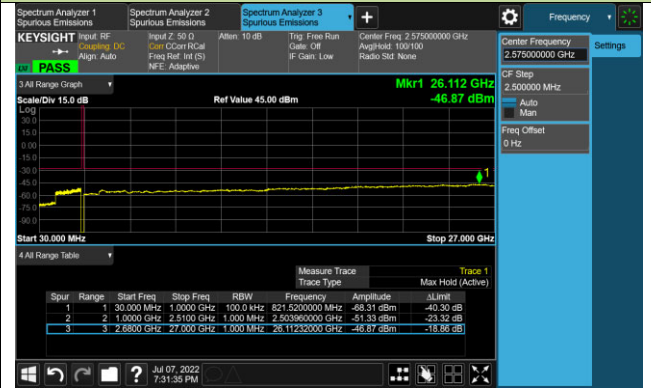 Spectrum Analyzer 1
Spurious Emissions
Spectrum Analyzer 2
Spurious Emissions
Spectrum Analyzer 3
Spurious Emissions
Frequency
KEYSIGHT
Input: RF
Coupling: DC
Align: Auto
Input Z: 50 Ω
Corr CCorr RCal
Freq Ref: Int (S)
NFE: Adaptive
Atten: 10 dB
Trig: Free Run
Gate: Off
IF Gain: Low
Center Freq: 2.575000000 GHz
Avg|Hold: 100/100
Radio Std: None
PASS
Center Frequency
2.575000000 GHz
Settings
CF Step
2.500000 MHz
Auto
Man
Freq Offset
0 Hz
3 All Range Graph
Mkr1 26.112 GHz
Scale/Div 15.0 dB
Ref Value 45.00 dBm
-46.87 dBm
Log
30.0
15.0
0.00
-15.0
-30.0
-45.0
-60.0
-75.0
-90.0
1
Start 30.000 MHz
Stop 27.000 GHz
4 All Range Table
Measure Trace Trace 1
Trace Type Max Hold (Active)
Spur Range Start Freq Stop Freq RBW Frequency Amplitude ΔLimit
1 1 30.000 MHz 1.0000 GHz 100.0 kHz 821.5200000 MHz -68.31 dBm -40.30 dB
2 2 1.0000 GHz 2.5100 GHz 1.000 MHz 2.503960000 GHz -51.33 dBm -23.32 dB
3 3 2.6800 GHz 27.000 GHz 1.000 MHz 26.11232000 GHz -46.87 dBm -18.86 dB
?
Jul 07, 2022
7:31:35 PM